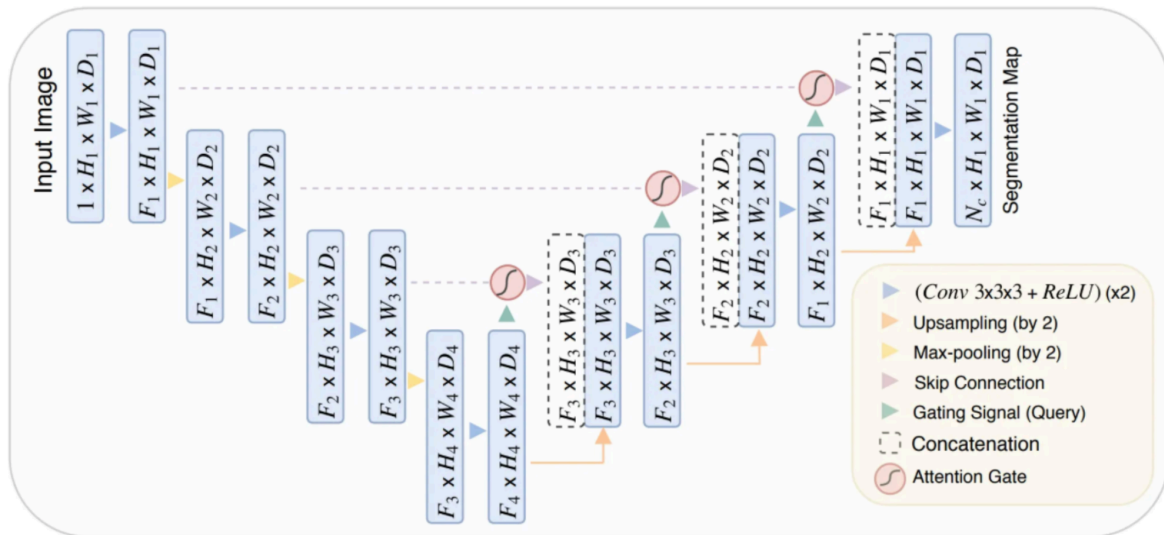 Input Image
1 x H₁ x W₁ x D₁
F₁ x H₁ x W₁ x D₁
F₁ x H₂ x W₂ x D₂
F₂ x H₂ x W₂ x D₂
F₂ x H₃ x W₃ x D₃
F₃ x H₃ x W₃ x D₃
F₃ x H₄ x W₄ x D₄
F₄ x H₄ x W₄ x D₄
F₃ x H₃ x W₃ x D₃
F₃ x H₃ x W₃ x D₃
F₂ x H₃ x W₃ x D₃
F₂ x H₂ x W₂ x D₂
F₂ x H₂ x W₂ x D₂
F₁ x H₂ x W₂ x D₂
F₁ x H₁ x W₁ x D₁
F₁ x H₁ x W₁ x D₁
N_c x H₁ x W₁ x D₁
Segmentation Map
(Conv 3x3x3 + ReLU) (x2)
Upsampling (by 2)
Max-pooling (by 2)
Skip Connection
Gating Signal (Query)
Concatenation
Attention Gate